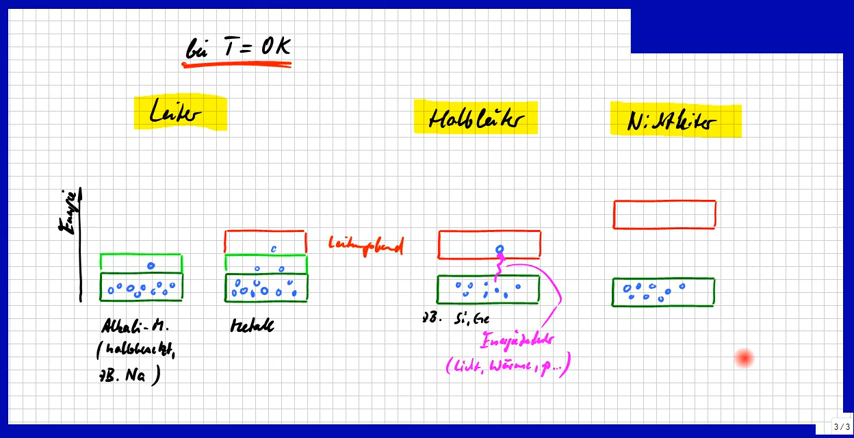 bei T = 0K
Leiter
Halbleiter
Nichtleiter
Energie
Leitungsband
Alkali-M.
(halbbesetzt,
zB. Na)
Metalle
zB. Si, Ge
Energiezufuhr
(Licht, Wärme, p...)
3 / 3